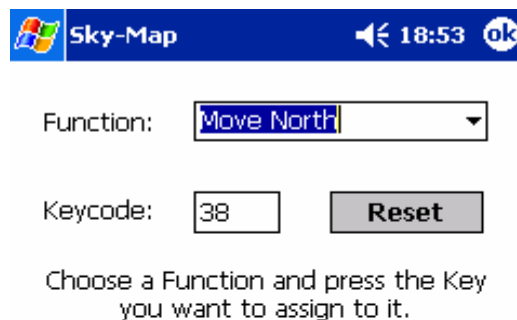 Sky-Map 18:53 ok
Function: Move North
Keycode: 38 Reset
Choose a Function and press the Key
you want to assign to it.